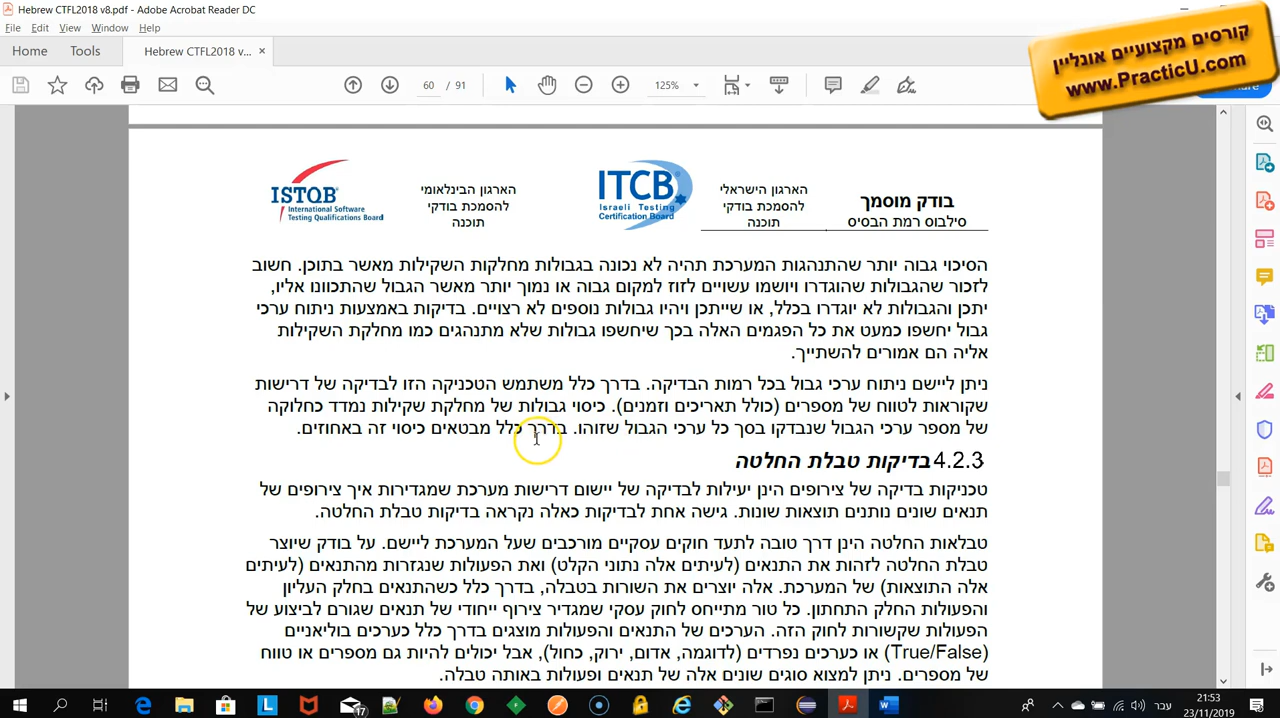 Hebrew CTFL2018 v8.pdf - Adobe Acrobat Reader DC
File Edit View Window Help
Home Tools Hebrew CTFL2018 v... ×
60 / 91 125%
קורסים מקצועיים אונליין
www.PracticU.com
בודק מוסמך
סילבוס רמת הבסיס
הארגון הישראלי
להסמכת בודקי
תוכנה
ITCB
Israeli Testing
Certification Board
הארגון הבינלאומי
להסמכת בודקי
תוכנה
ISTQB®
International Software
Testing Qualifications Board
הסיכוי גבוה יותר שהתנהגות המערכת תהיה לא נכונה בגבולות מחלקות השקילות מאשר בתוכן. חשוב
לזכור שהגבולות שהוגדרו ויושמו עשויים לזוז למקום גבוה או נמוך יותר מאשר הגבול שהתכוונו אליו,
יתכן והגבולות לא יוגדרו בכלל, או שייתכן ויהיו גבולות נוספים לא רצויים. בדיקות באמצעות ניתוח ערכי
גבול יחשפו כמעט את כל הפגמים האלה בכך שיחשפו גבולות שלא מתנהגים כמו מחלקת השקילות
אליה הם אמורים להשתייך.
ניתן ליישם ניתוח ערכי גבול בכל רמות הבדיקה. בדרך כלל משתמש הטכניקה הזו לבדיקה של דרישות
שקוראות לטווח של מספרים (כולל תאריכים וזמנים). כיסוי גבולות של מחלקת שקילות נמדד כחלוקה
של מספר ערכי הגבול שנבדקו בסך כל ערכי הגבול שזוהו. בדרך כלל מבטאים כיסוי זה באחוזים.
4.2.3 בדיקות טבלת החלטה
טכניקות בדיקה של צירופים הינן יעילות לבדיקה של יישום דרישות מערכת שמגדירות איך צירופים של
תנאים שונים נותנים תוצאות שונות. גישה אחת לבדיקות כאלה נקראה בדיקות טבלת החלטה.
טבלאות החלטה הינן דרך טובה לתעד חוקים עסקיים מורכבים שעל המערכת ליישם. על בודק שיוצר
טבלת החלטה לזהות את התנאים (לעיתים אלה נתוני הקלט) ואת הפעולות שנגזרות מהתנאים (לעיתים
אלה התוצאות) של המערכת. אלה יוצרים את השורות בטבלה, בדרך כלל כשהתנאים בחלק העליון
והפעולות החלק התחתון. כל טור מתייחס לחוק עסקי שמגדיר צירוף ייחודי של תנאים שגורם לביצוע של
הפעולות שקשורות לחוק הזה. הערכים של התנאים והפעולות מוצגים בדרך כלל כערכים בוליאניים
(True/False) או כערכים נפרדים (לדוגמה, אדום, ירוק, כחול), אבל יכולים להיות גם מספרים או טווח
של מספרים. ניתן למצוא סוגים שונים אלה של תנאים ופעולות באותה טבלה.
17
עבר
21:53
23/11/2019